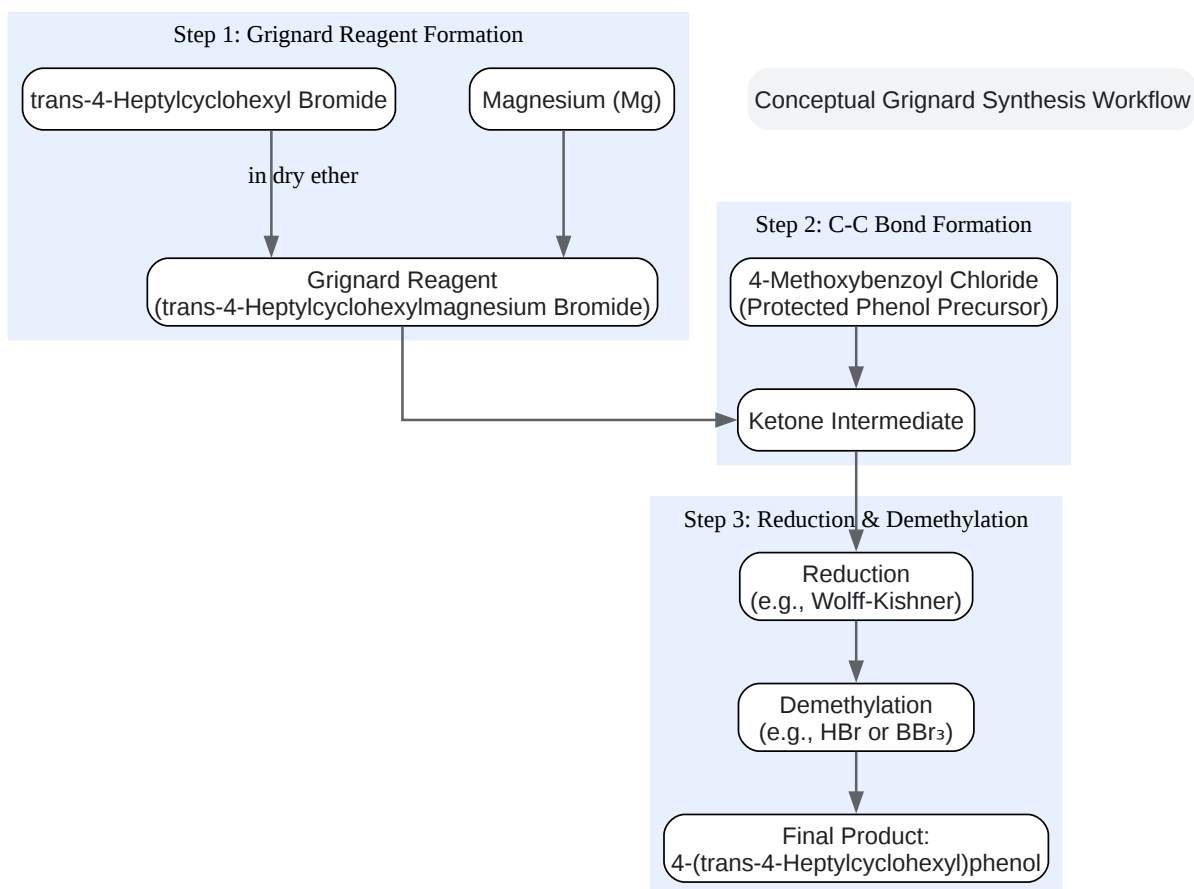 Step 1: Grignard Reagent Formation
trans-4-Heptylcyclohexyl Bromide
Magnesium (Mg)
Conceptual Grignard Synthesis Workflow
in dry ether
Grignard Reagent
(trans-4-Heptylcyclohexylmagnesium Bromide)
Step 2: C-C Bond Formation
4-Methoxybenzoyl Chloride
(Protected Phenol Precursor)
Ketone Intermediate
Step 3: Reduction & Demethylation
Reduction
(e.g., Wolff-Kishner)
Demethylation
(e.g., HBr or BBr₃)
Final Product:
4-(trans-4-Heptylcyclohexyl)phenol